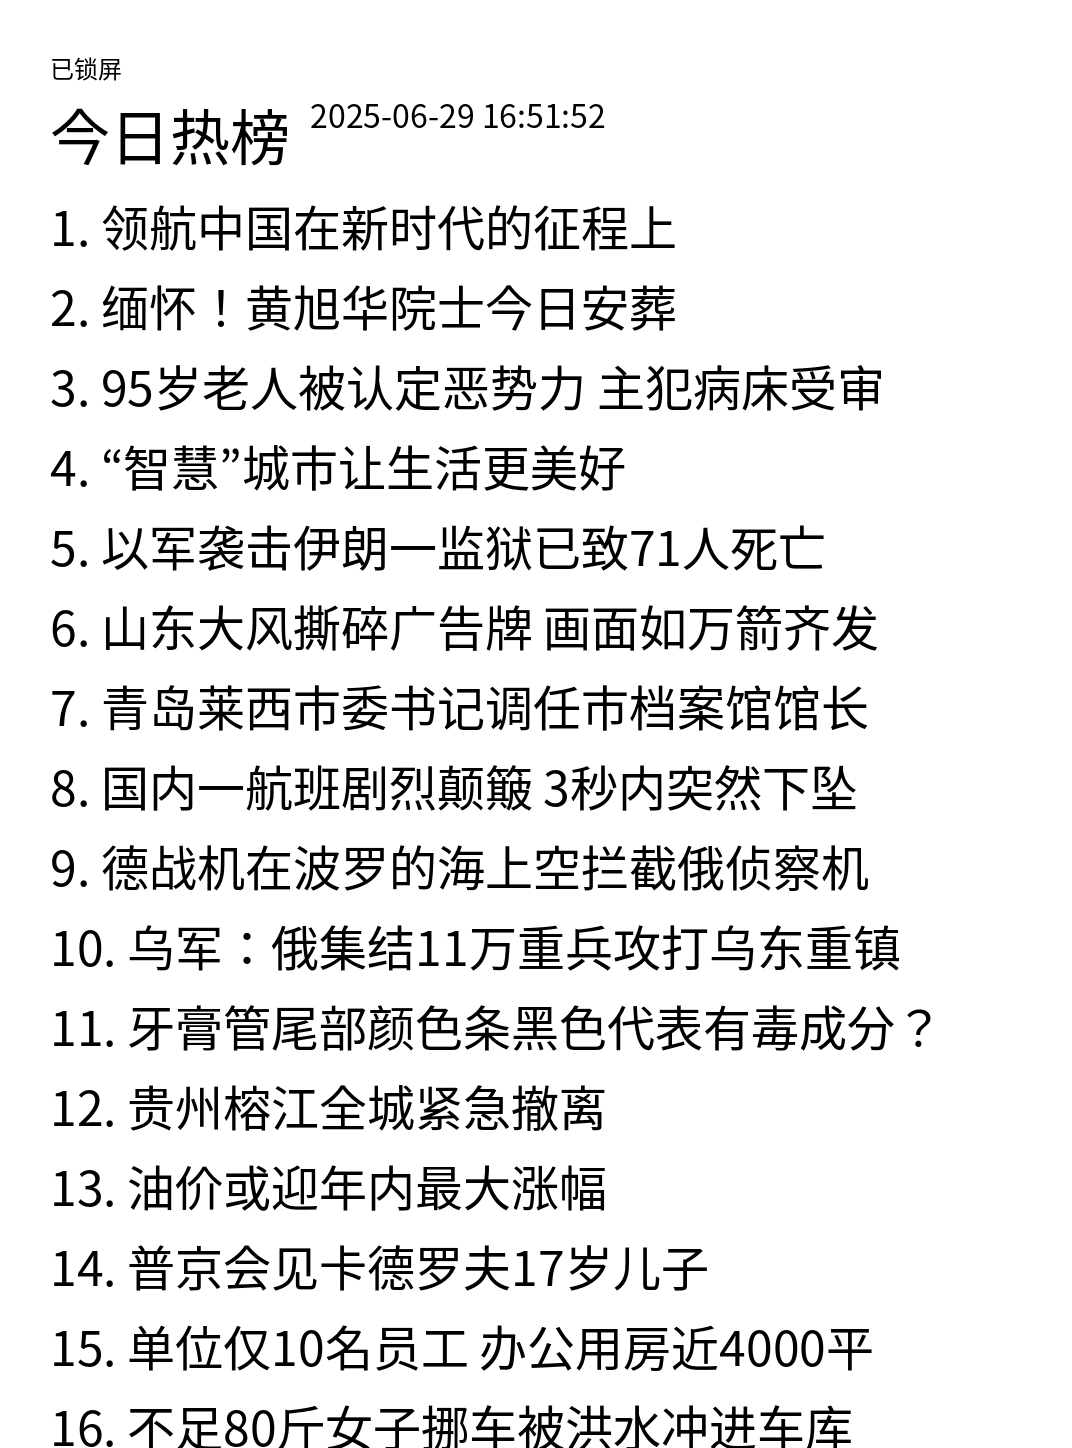 已锁屏
今日热榜 2025-06-29 16:51:52
1. 领航中国在新时代的征程上
2. 缅怀！黄旭华院士今日安葬
3. 95岁老人被认定恶势力 主犯病床受审
4. “智慧”城市让生活更美好
5. 以军袭击伊朗一监狱已致71人死亡
6. 山东大风撕碎广告牌 画面如万箭齐发
7. 青岛莱西市委书记调任市档案馆馆长
8. 国内一航班剧烈颠簸 3秒内突然下坠
9. 德战机在波罗的海上空拦截俄侦察机
10. 乌军：俄集结11万重兵攻打乌东重镇
11. 牙膏管尾部颜色条黑色代表有毒成分？
12. 贵州榕江全城紧急撤离
13. 油价或迎年内最大涨幅
14. 普京会见卡德罗夫17岁儿子
15. 单位仅10名员工 办公用房近4000平
16. 不足80斤女子挪车被洪水冲进车库